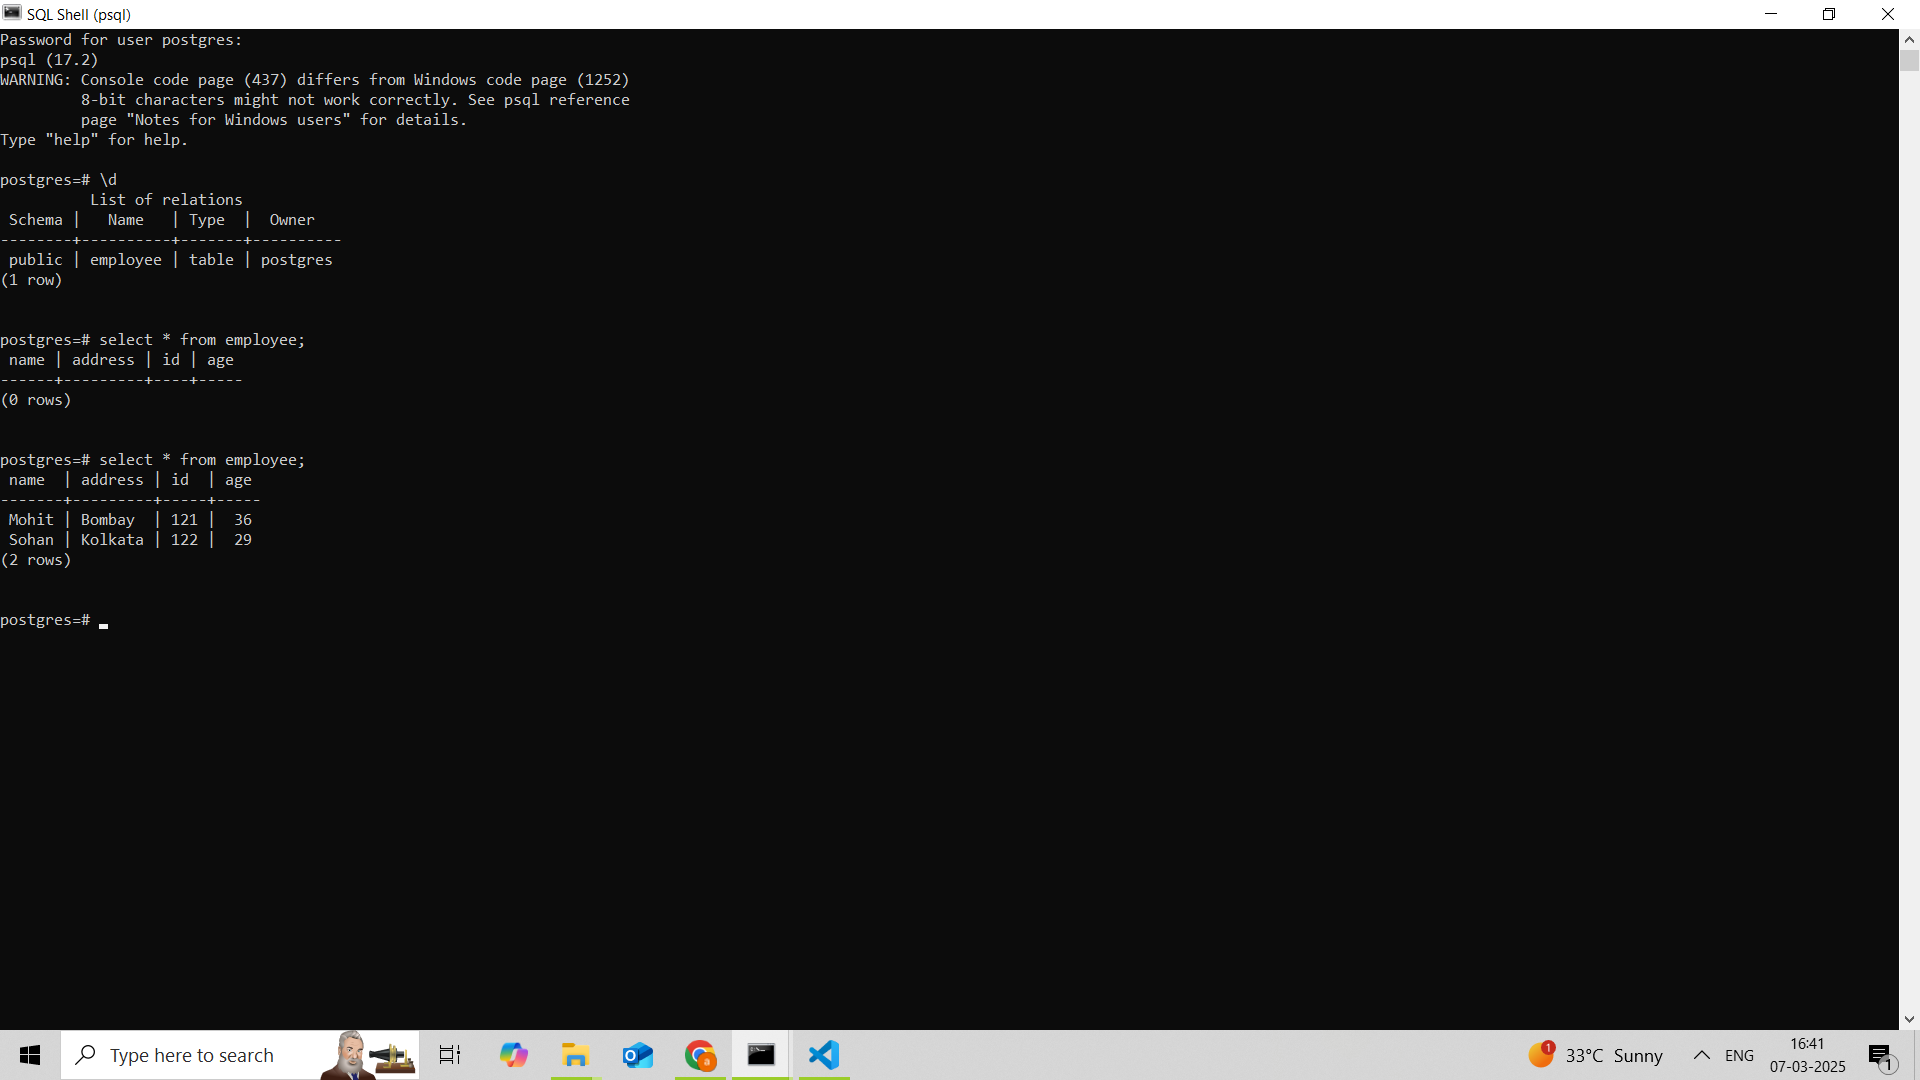 SQL Shell (psql)
Password for user postgres:
psql (17.2)
WARNING: Console code page (437) differs from Windows code page (1252)
         8-bit characters might not work correctly. See psql reference
         page "Notes for Windows users" for details.
Type "help" for help.

postgres=# \d
          List of relations
 Schema |   Name   | Type  |  Owner
--------+----------+-------+----------
 public | employee | table | postgres
(1 row)


postgres=# select * from employee;
 name | address | id | age
------+---------+----+-----
(0 rows)


postgres=# select * from employee;
 name  | address | id  | age
-------+---------+-----+-----
 Mohit | Bombay  | 121 |  36
 Sohan | Kolkata | 122 |  29
(2 rows)


postgres=#
Type here to search
a
1
33°C Sunny
ENG
16:41
07-03-2025
1